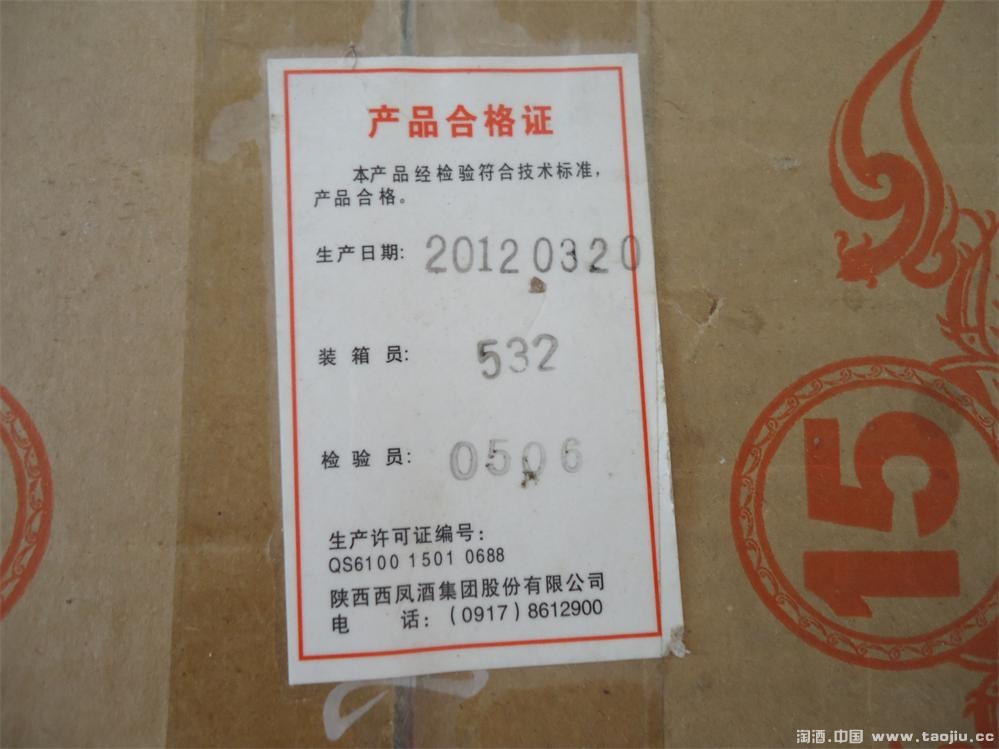 产品合格证
本产品经检验符合技术标准,
产品合格。
生产日期: 20120320
装箱员: 532
检验员: 0506
生产许可证编号:
QS6100 1501 0688
陕西西凤酒集团股份有限公司
电 话: (0917) 8612900
15
淘酒.中国 www.taojiu.cc